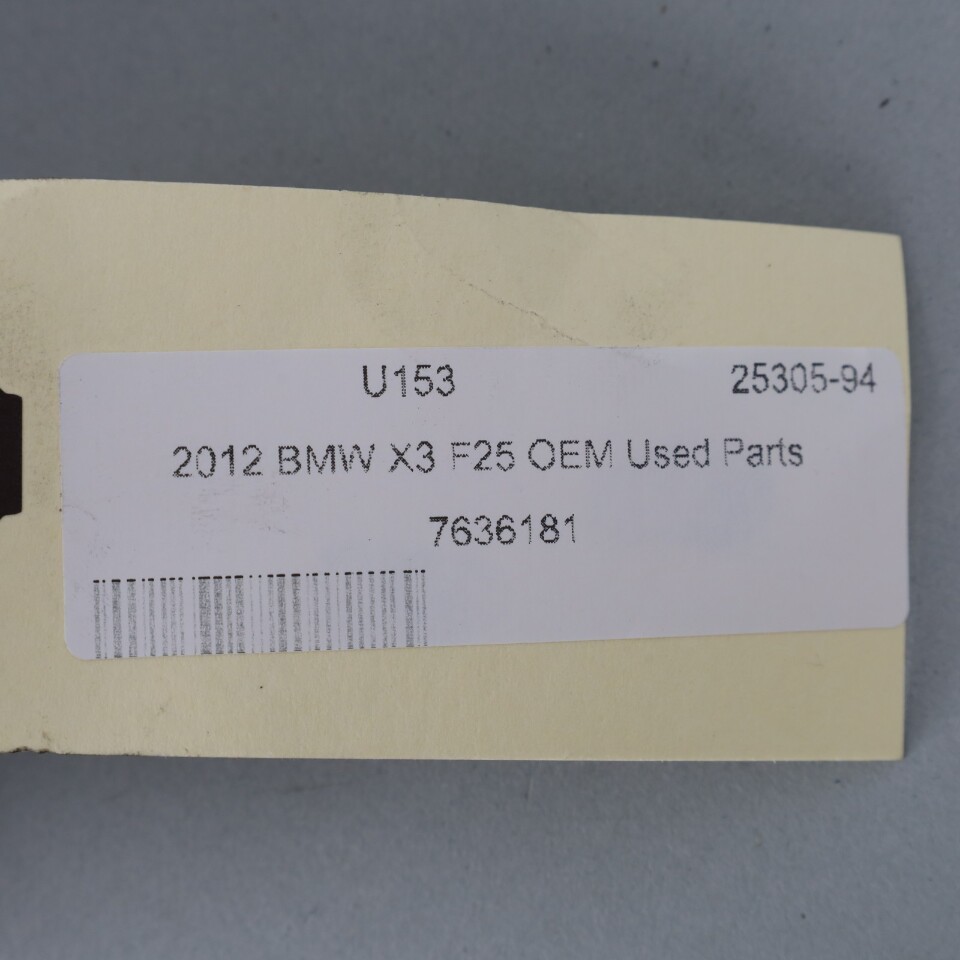 U153 25305-94
2012 BMW X3 F25 OEM Used Parts
7636181